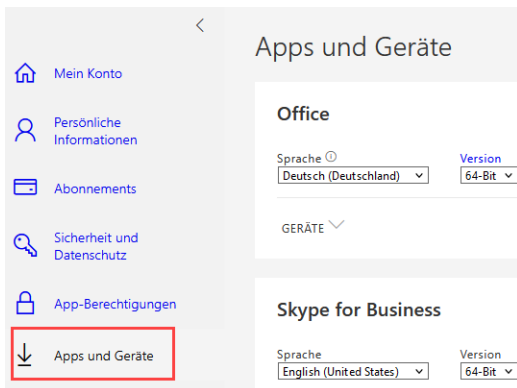 Apps und Geräte
Mein Konto
Persönliche
Informationen
Abonnements
Sicherheit und
Datenschutz
App-Berechtigungen
Apps und Geräte
Office
Sprache Version
Deutsch (Deutschland) 64-Bit
GERÄTE
Skype for Business
Sprache Version
English (United States) 64-Bit